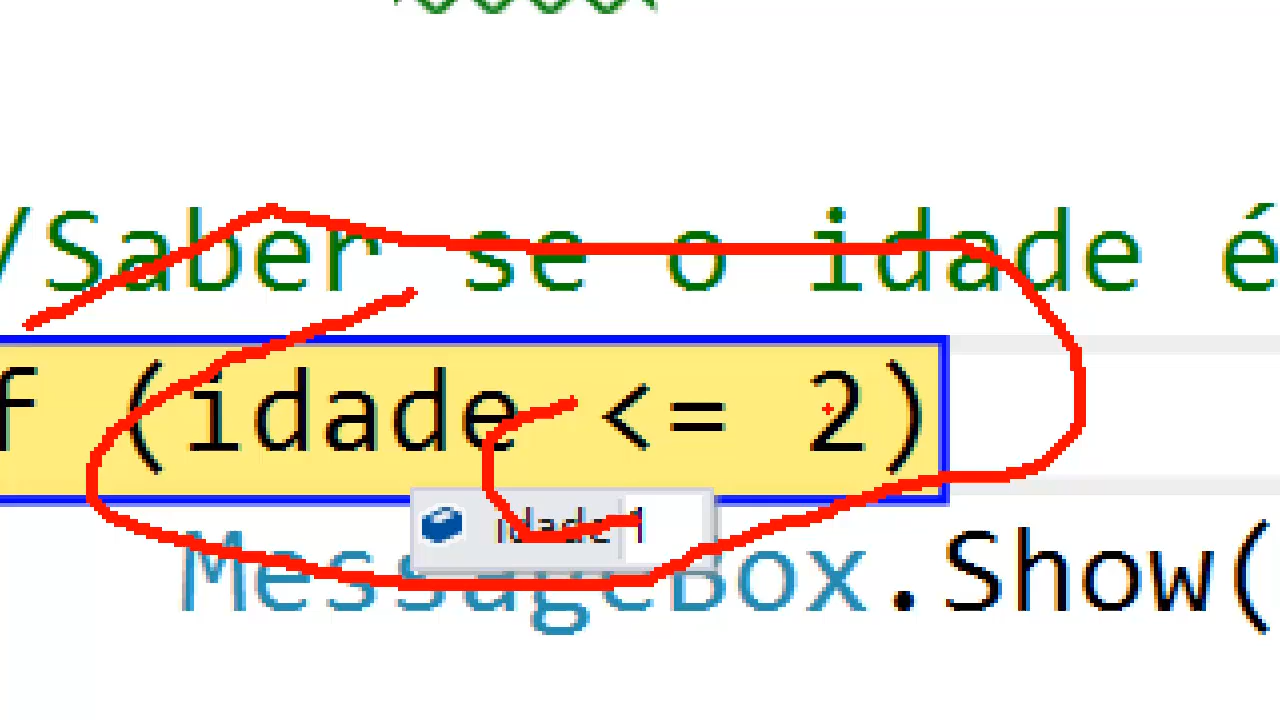 /Saber se o idade é
f (idade <= 2)
idade 1
MessageBox.Show(